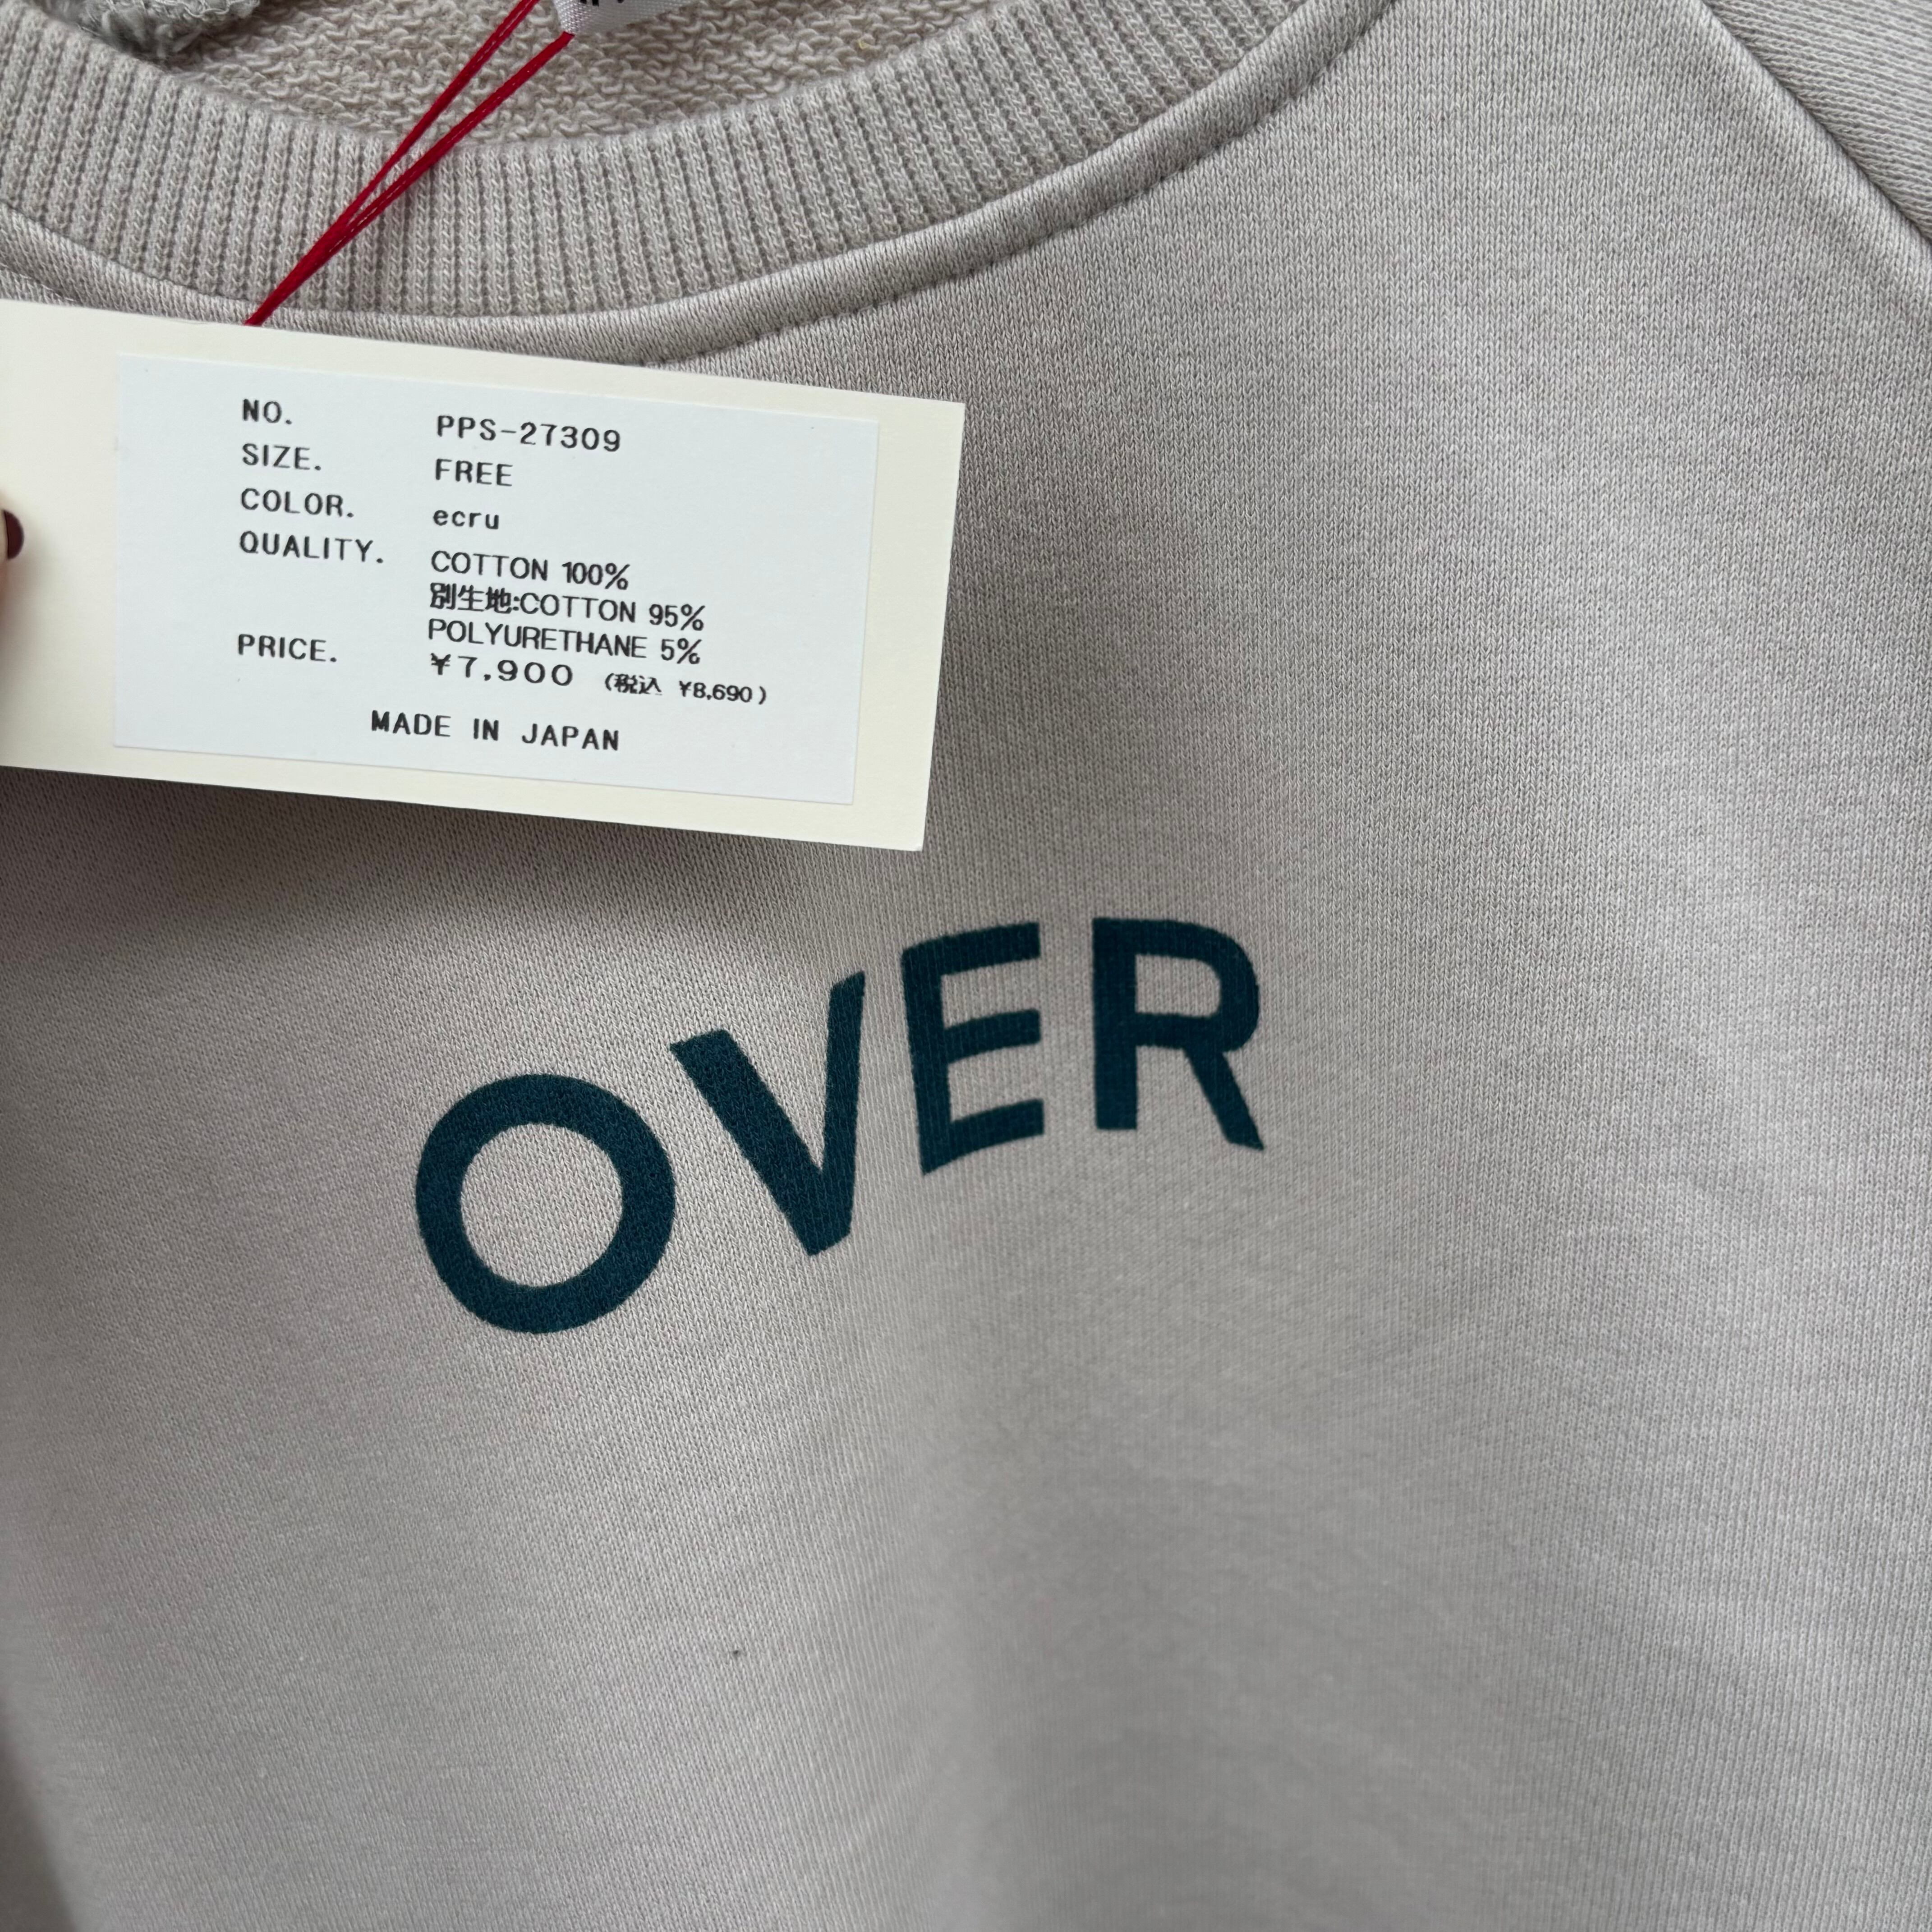 NO. PPS-27309
SIZE. FREE
COLOR. ecru
QUALITY. COTTON 100%
別生地:COTTON 95%
POLYURETHANE 5%
PRICE. ¥7,900 (税込 ¥8,690)
MADE IN JAPAN
OVER